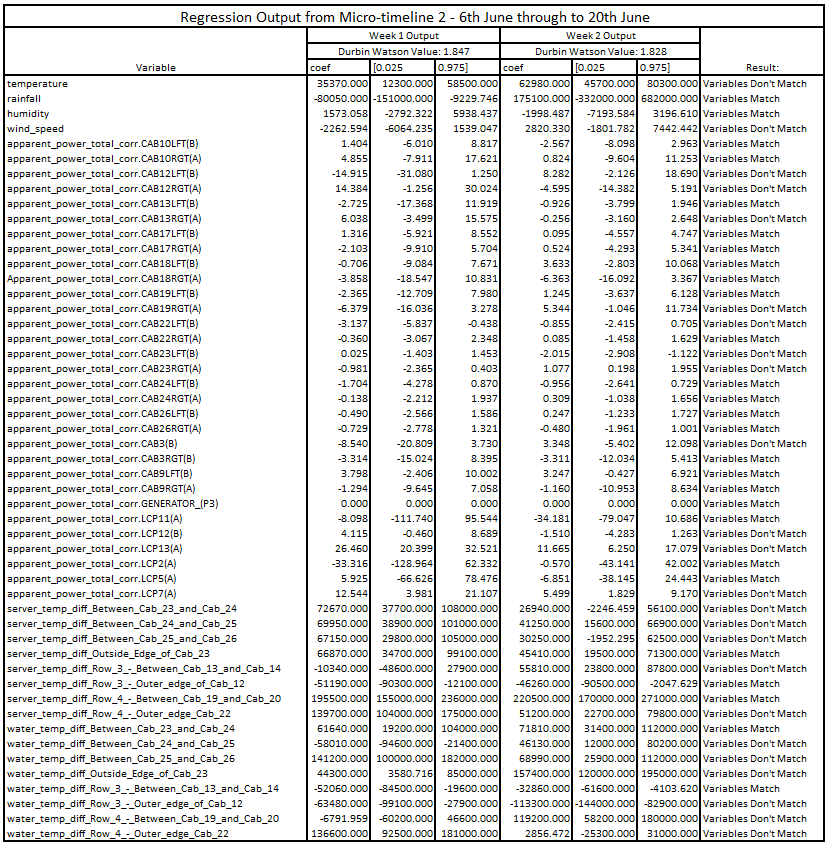 Regression Output from Micro-timeline 2 - 6th June through to 20th June
Week 1 Output Week 2 Output
Durbin Watson Value: 1.847 Durbin Watson Value: 1.828
Variable coef [0.025 0.975] coef [0.025 0.975] Result:
temperature 35370.000 12300.000 58500.000 62980.000 45700.000 80300.000 Variables Don't Match
rainfall -80050.000 -151000.000 -9229.746 175100.000 -332000.000 682000.000 Variables Match
humidity 1573.058 -2792.322 5938.437 -1998.487 -7193.584 3196.610 Variables Match
wind_speed -2262.594 -6064.235 1539.047 2820.330 -1801.782 7442.442 Variables Don't Match
apparent_power_total_corr.CAB10LFT(B) 1.404 -6.010 8.817 -2.567 -8.098 2.963 Variables Match
apparent_power_total_corr.CAB10RGT(A) 4.855 -7.911 17.621 0.824 -9.604 11.253 Variables Match
apparent_power_total_corr.CAB12LFT(B) -14.915 -31.080 1.250 8.282 -2.126 18.690 Variables Don't Match
apparent_power_total_corr.CAB12RGT(A) 14.384 -1.256 30.024 -4.595 -14.382 5.191 Variables Don't Match
apparent_power_total_corr.CAB13LFT(B) -2.725 -17.368 11.919 -0.926 -3.799 1.946 Variables Match
apparent_power_total_corr.CAB13RGT(A) 6.038 -3.499 15.575 -0.256 -3.160 2.648 Variables Don't Match
apparent_power_total_corr.CAB17LFT(B) 1.316 -5.921 8.552 0.095 -4.557 4.747 Variables Match
apparent_power_total_corr.CAB17RGT(A) -2.103 -9.910 5.704 0.524 -4.293 5.341 Variables Match
apparent_power_total_corr.CAB18LFT(B) -0.706 -9.084 7.671 3.633 -2.803 10.068 Variables Match
Apparent_power_total_corr.CAB18RGT(A) -3.858 -18.547 10.831 -6.363 -16.092 3.367 Variables Match
apparent_power_total_corr.CAB19LFT(B) -2.365 -12.709 7.980 1.245 -3.637 6.128 Variables Match
apparent_power_total_corr.CAB19RGT(A) -6.379 -16.036 3.278 5.344 -1.046 11.734 Variables Don't Match
apparent_power_total_corr.CAB22LFT(B) -3.137 -5.837 -0.438 -0.855 -2.415 0.705 Variables Don't Match
apparent_power_total_corr.CAB22RGT(A) -0.360 -3.067 2.348 0.085 -1.458 1.629 Variables Match
apparent_power_total_corr.CAB23LFT(B) 0.025 -1.403 1.453 -2.015 -2.908 -1.122 Variables Don't Match
apparent_power_total_corr.CAB23RGT(A) -0.981 -2.365 0.403 1.077 0.198 1.955 Variables Don't Match
apparent_power_total_corr.CAB24LFT(B) -1.704 -4.278 0.870 -0.956 -2.641 0.729 Variables Match
apparent_power_total_corr.CAB24RGT(A) -0.138 -2.212 1.937 0.309 -1.038 1.656 Variables Match
apparent_power_total_corr.CAB26LFT(B) -0.490 -2.566 1.586 0.247 -1.233 1.727 Variables Match
apparent_power_total_corr.CAB26RGT(A) -0.729 -2.778 1.321 -0.480 -1.961 1.001 Variables Match
apparent_power_total_corr.CAB3(B) -8.540 -20.809 3.730 3.348 -5.402 12.098 Variables Don't Match
apparent_power_total_corr.CAB3RGT(B) -3.314 -15.024 8.395 -3.311 -12.034 5.413 Variables Match
apparent_power_total_corr.CAB9LFT(B) 3.798 -2.406 10.002 3.247 -0.427 6.921 Variables Match
apparent_power_total_corr.CAB9RGT(A) -1.294 -9.645 7.058 -1.160 -10.953 8.634 Variables Match
apparent_power_total_corr.GENERATOR_(P3) 0.000 0.000 0.000 0.000 0.000 0.000 Variables Match
apparent_power_total_corr.LCP11(A) -8.098 -111.740 95.544 -34.181 -79.047 10.686 Variables Match
apparent_power_total_corr.LCP12(B) 4.115 -0.460 8.689 -1.510 -4.283 1.263 Variables Don't Match
apparent_power_total_corr.LCP13(A) 26.460 20.399 32.521 11.665 6.250 17.079 Variables Don't Match
apparent_power_total_corr.LCP2(A) -33.316 -128.964 62.332 -0.570 -43.141 42.002 Variables Match
apparent_power_total_corr.LCP5(A) 5.925 -66.626 78.476 -6.851 -38.145 24.443 Variables Match
apparent_power_total_corr.LCP7(A) 12.544 3.981 21.107 5.499 1.829 9.170 Variables Don't Match
server_temp_diff_Between_Cab_23_and_Cab_24 72670.000 37700.000 108000.000 26940.000 -2246.459 56100.000 Variables Don't Match
server_temp_diff_Between_Cab_24_and_Cab_25 69950.000 38900.000 101000.000 41250.000 15600.000 66900.000 Variables Don't Match
server_temp_diff_Between_Cab_25_and_Cab_26 67150.000 29800.000 105000.000 30250.000 -1952.295 62500.000 Variables Don't Match
server_temp_diff_Outside_Edge_of_Cab_23 66870.000 34700.000 99100.000 45410.000 19500.000 71300.000 Variables Match
server_temp_diff_Row_3_-_Between_Cab_13_and_Cab_14 -10340.000 -48600.000 27900.000 55810.000 23800.000 87800.000 Variables Don't Match
server_temp_diff_Row_3_-_Outer_edge_of_Cab_12 -51190.000 -90300.000 -12100.000 -46260.000 -90500.000 -2047.629 Variables Match
server_temp_diff_Row_4_-_Between_Cab_19_and_Cab_20 195500.000 155000.000 236000.000 220500.000 170000.000 271000.000 Variables Match
server_temp_diff_Row_4_-_Outer_edge_Cab_22 139700.000 104000.000 175000.000 51200.000 22700.000 79800.000 Variables Don't Match
water_temp_diff_Between_Cab_23_and_Cab_24 61640.000 19200.000 104000.000 71810.000 31400.000 112000.000 Variables Match
water_temp_diff_Between_Cab_24_and_Cab_25 -58010.000 -94600.000 -21400.000 46130.000 12000.000 80200.000 Variables Don't Match
water_temp_diff_Between_Cab_25_and_Cab_26 141200.000 100000.000 182000.000 68990.000 25900.000 112000.000 Variables Don't Match
water_temp_diff_Outside_Edge_of_Cab_23 44300.000 3580.716 85000.000 157400.000 120000.000 195000.000 Variables Don't Match
water_temp_diff_Row_3_-_Between_Cab_13_and_Cab_14 -52060.000 -84500.000 -19600.000 -32860.000 -61600.000 -4103.620 Variables Match
water_temp_diff_Row_3_-_Outer_edge_of_Cab_12 -63480.000 -99100.000 -27900.000 -113300.000 -144000.000 -82900.000 Variables Don't Match
water_temp_diff_Row_4_-_Between_Cab_19_and_Cab_20 -6791.959 -60200.000 46600.000 119200.000 58200.000 180000.000 Variables Don't Match
water_temp_diff_Row_4_-_Outer_edge_Cab_22 136600.000 92500.000 181000.000 2856.472 -25300.000 31000.000 Variables Don't Match